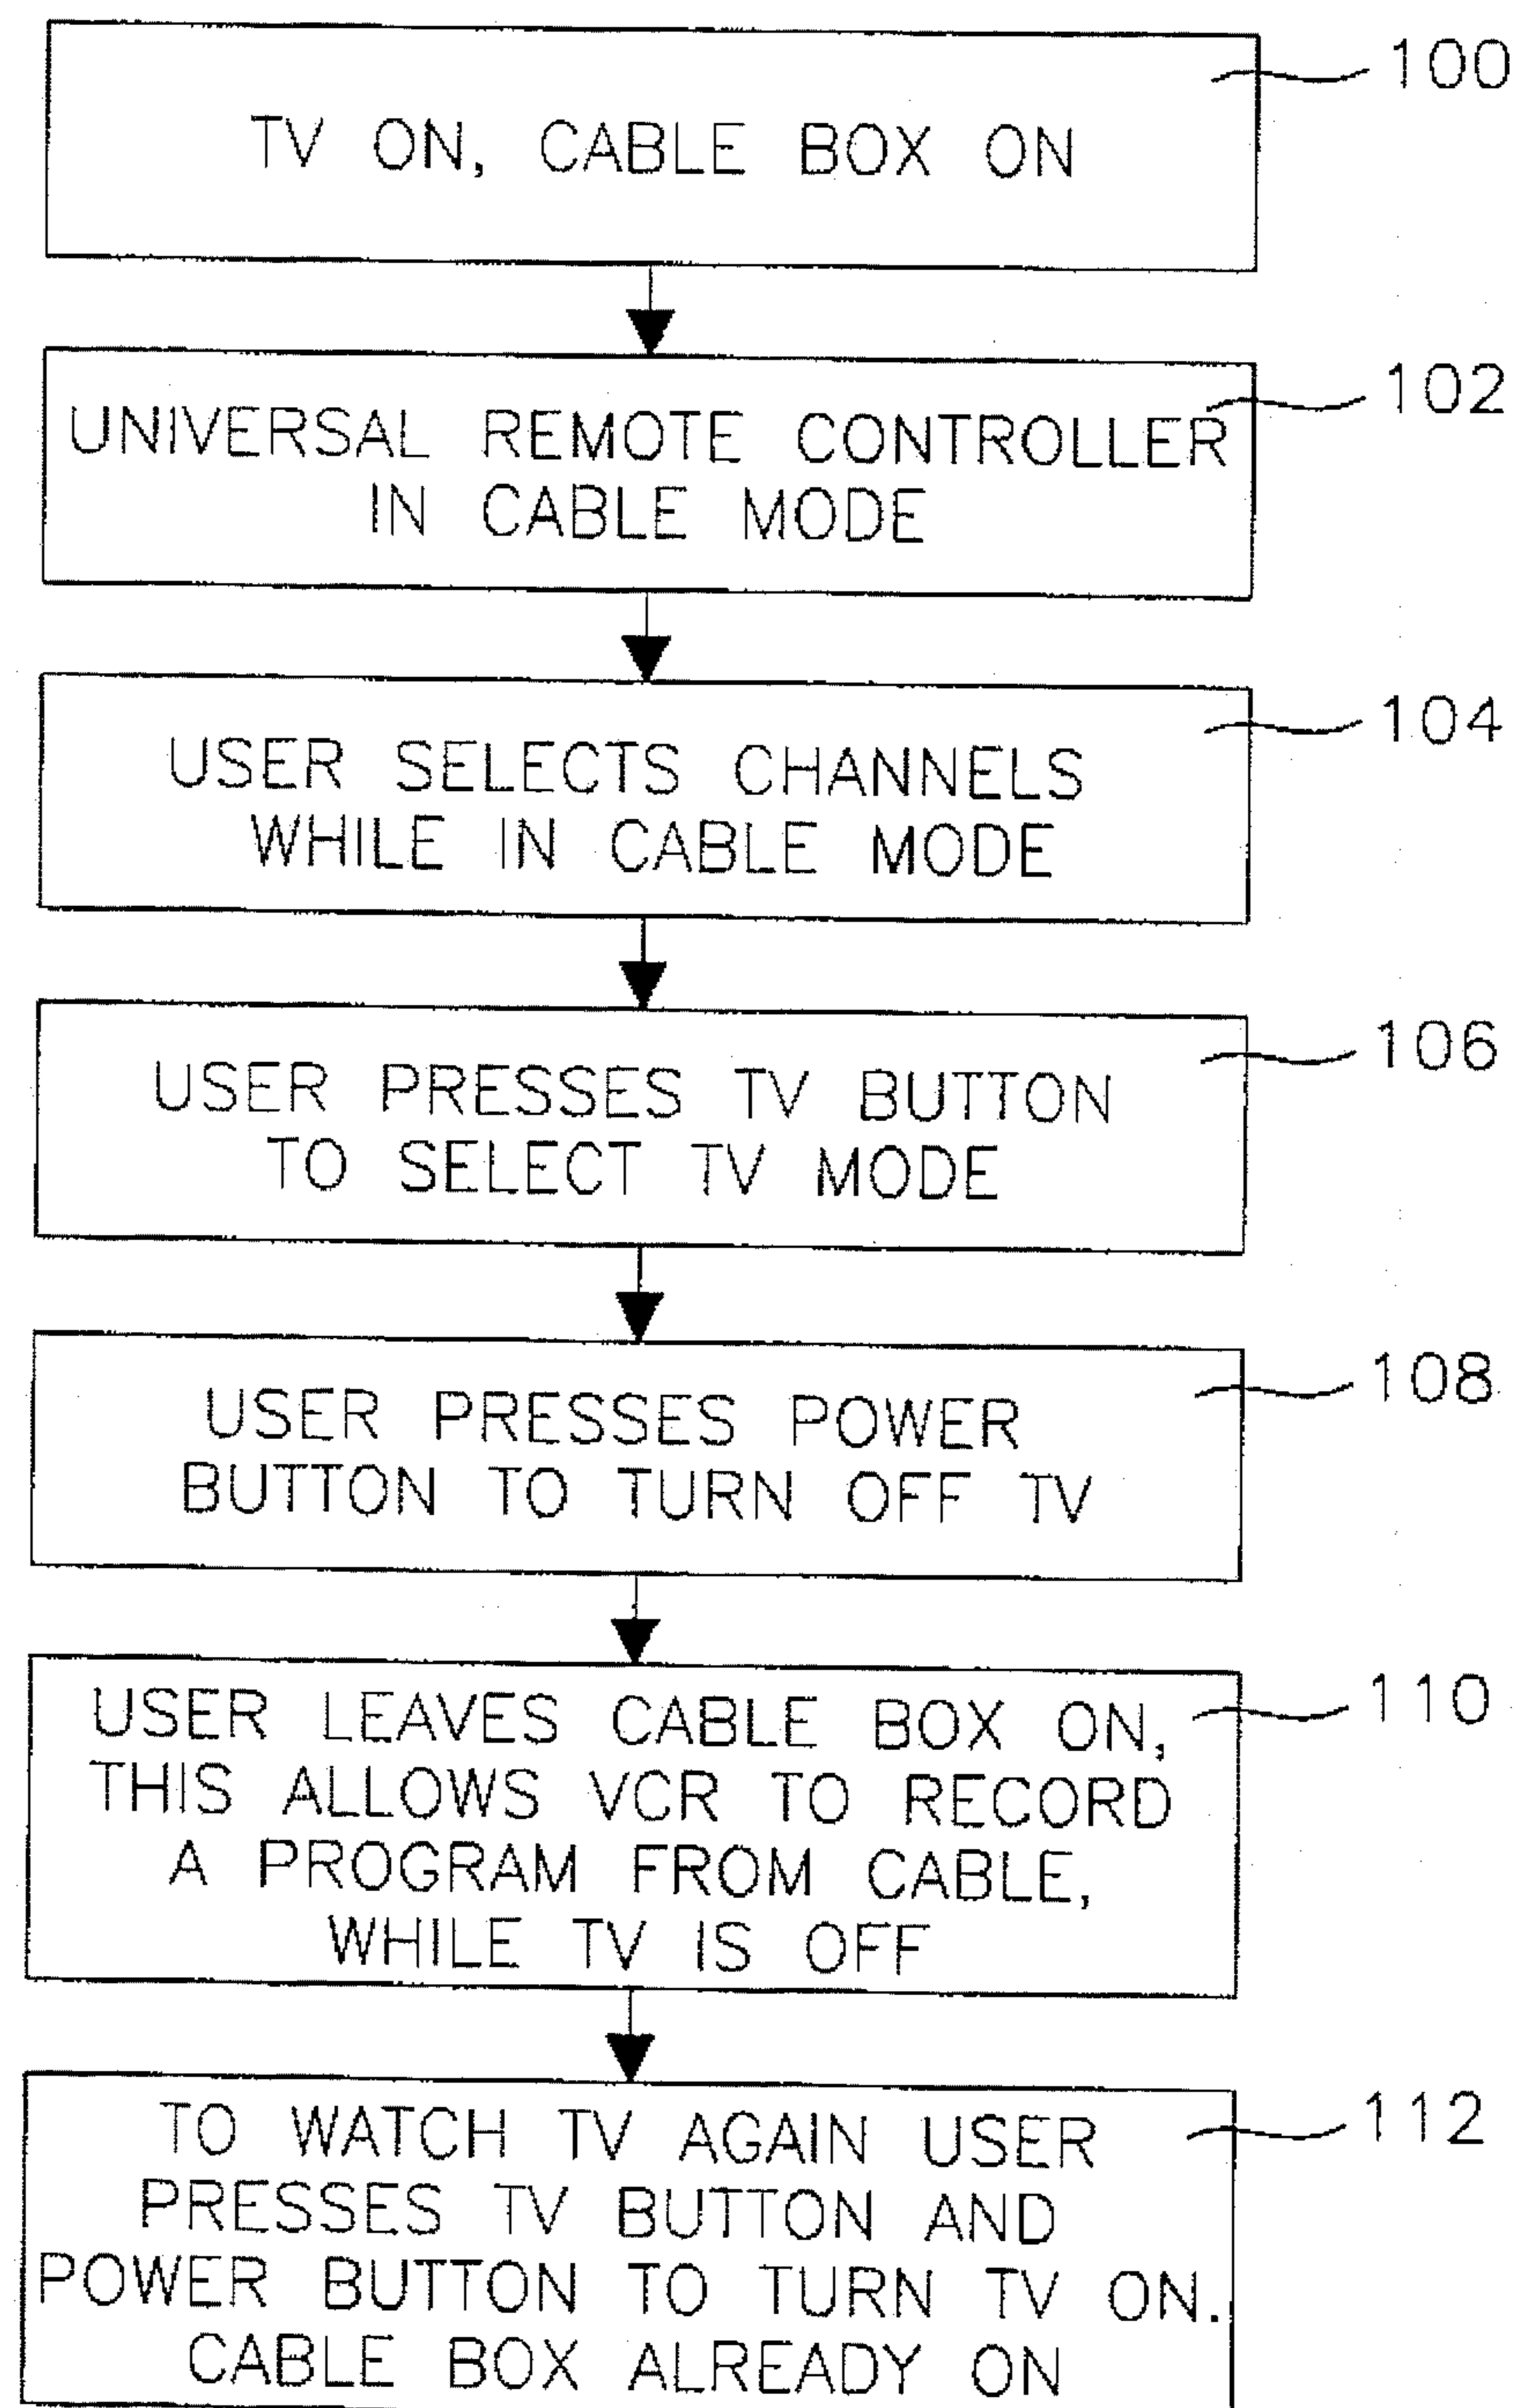 TV ON, CABLE BOX ON
100
UNIVERSAL REMOTE CONTROLLER
IN CABLE MODE
102
USER SELECTS CHANNELS
WHILE IN CABLE MODE
104
USER PRESSES TV BUTTON
TO SELECT TV MODE
106
USER PRESSES POWER
BUTTON TO TURN OFF TV
108
USER LEAVES CABLE BOX ON,
THIS ALLOWS VCR TO RECORD
A PROGRAM FROM CABLE,
WHILE TV IS OFF
110
TO WATCH TV AGAIN USER
PRESSES TV BUTTON AND
POWER BUTTON TO TURN TV ON.
CABLE BOX ALREADY ON
112